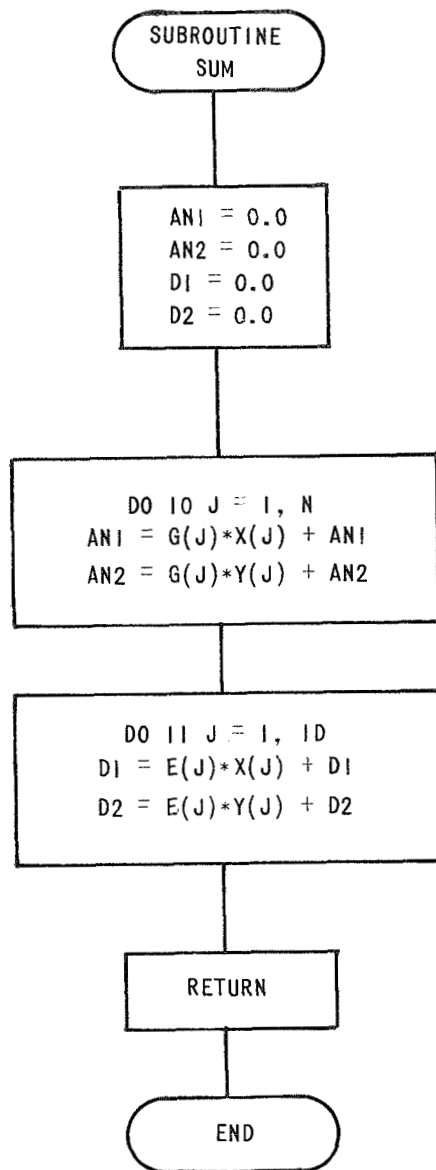 SUBROUTINE
SUM
AN1 = 0.0
AN2 = 0.0
D1 = 0.0
D2 = 0.0
DO 10 J = 1, N
AN1 = G(J)*X(J) + AN1
AN2 = G(J)*Y(J) + AN2
DO 11 J = 1, ID
D1 = E(J)*X(J) + D1
D2 = E(J)*Y(J) + D2
RETURN
END